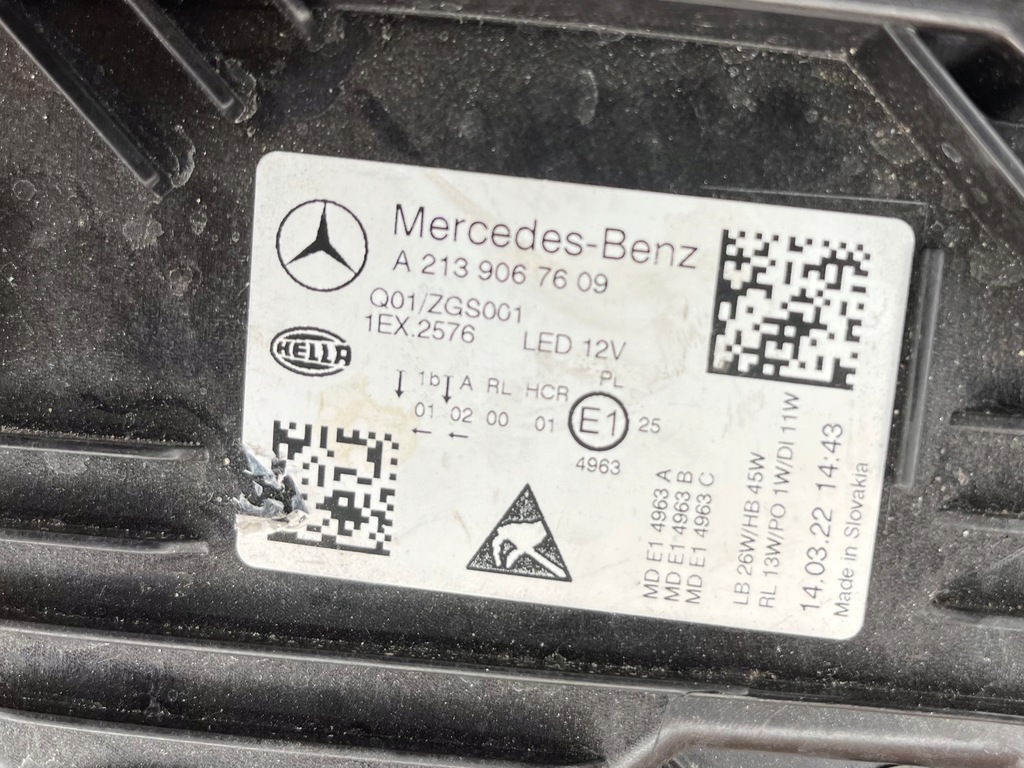 Mercedes-Benz
A 213 906 76 09
Q01/ZGS001
1EX.2576 LED 12V
HELLA
1b A RL HCR PL
01 02 00 01 E1 25
4963
MD E1 4963 A
MD E1 4963 B
MD E1 4963 C
LB 26W/HB 45W
RL 13W/PO 1W/DI 11W
14.03.22 14:43
Made in Slovakia